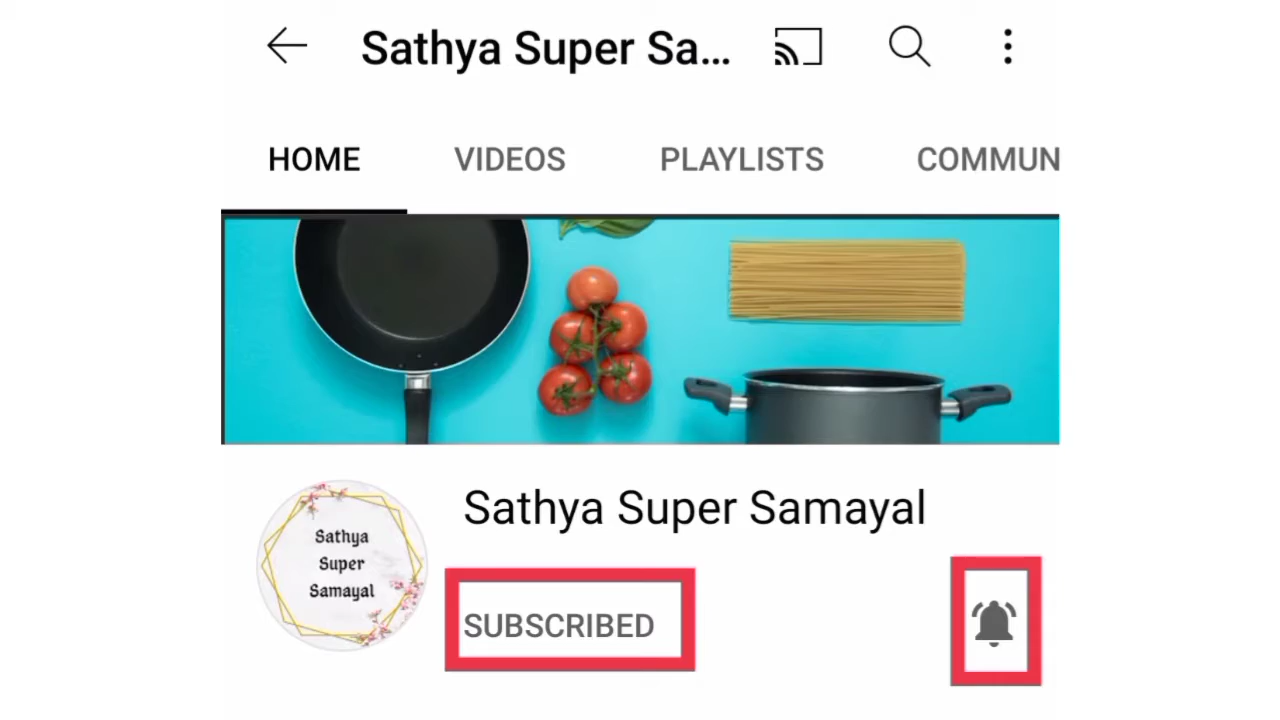 Sathya Super Sa...
HOME VIDEOS PLAYLISTS COMMUN
Sathya Super Samayal
Sathya
Super
Samayal
SUBSCRIBED